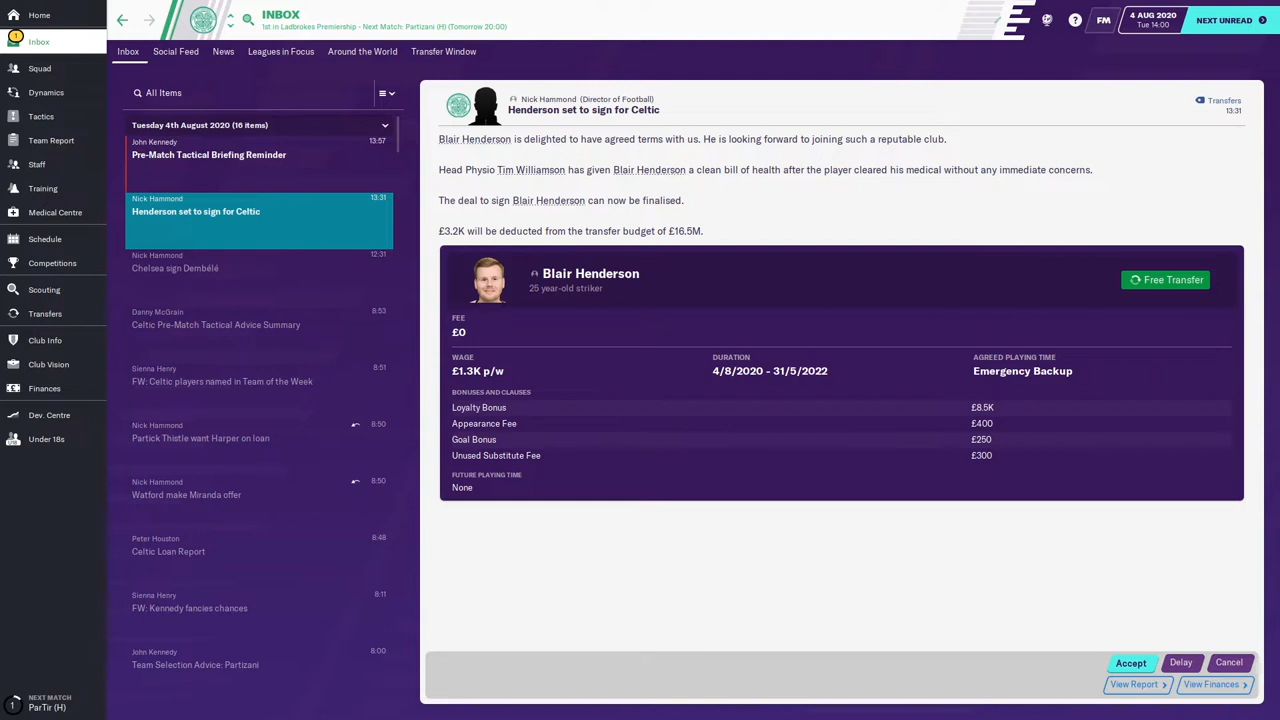 Home
Inbox
1
Squad
Dynamics
Tactics
Team Report
Staff
Training
Medical Centre
Schedule
Competitions
Scouting
Transfers
Club Info
Club Vision
Finances
Dev. Centre
Under 18s
NEXT MATCH
ParTir (H)
INBOX
1st in Ladbrokes Premiership - Next Match: Partizani (H) (Tomorrow 20:00)
FM
4 AUG 2020
Tue 14:00
NEXT UNREAD
Inbox Social Feed News Leagues in Focus Around the World Transfer Window
All Items
Tuesday 4th August 2020 (16 items)
John Kennedy 13:57
Pre-Match Tactical Briefing Reminder
Nick Hammond 13:31
Henderson set to sign for Celtic
Nick Hammond 12:31
Chelsea sign Dembélé
Danny McGrain 8:53
Celtic Pre-Match Tactical Advice Summary
Sienna Henry 8:51
FW: Celtic players named in Team of the Week
Nick Hammond 8:50
Partick Thistle want Harper on loan
Nick Hammond 8:50
Watford make Miranda offer
Peter Houston 8:48
Celtic Loan Report
Sienna Henry 8:11
FW: Kennedy fancies chances
John Kennedy 8:00
Team Selection Advice: Partizani
Nick Hammond (Director of Football)
Henderson set to sign for Celtic
Transfers
13:31
Blair Henderson is delighted to have agreed terms with us. He is looking forward to joining such a reputable club.
Head Physio Tim Williamson has given Blair Henderson a clean bill of health after the player cleared his medical without any immediate concerns.
The deal to sign Blair Henderson can now be finalised.
£3.2K will be deducted from the transfer budget of £16.5M.
Blair Henderson
25 year-old striker
Free Transfer
FEE
£0
WAGE DURATION AGREED PLAYING TIME
£1.3K p/w 4/8/2020 - 31/5/2022 Emergency Backup
BONUSES AND CLAUSES
Loyalty Bonus £8.5K
Appearance Fee £400
Goal Bonus £250
Unused Substitute Fee £300
FUTURE PLAYING TIME
None
Accept Delay Cancel
View Report View Finances